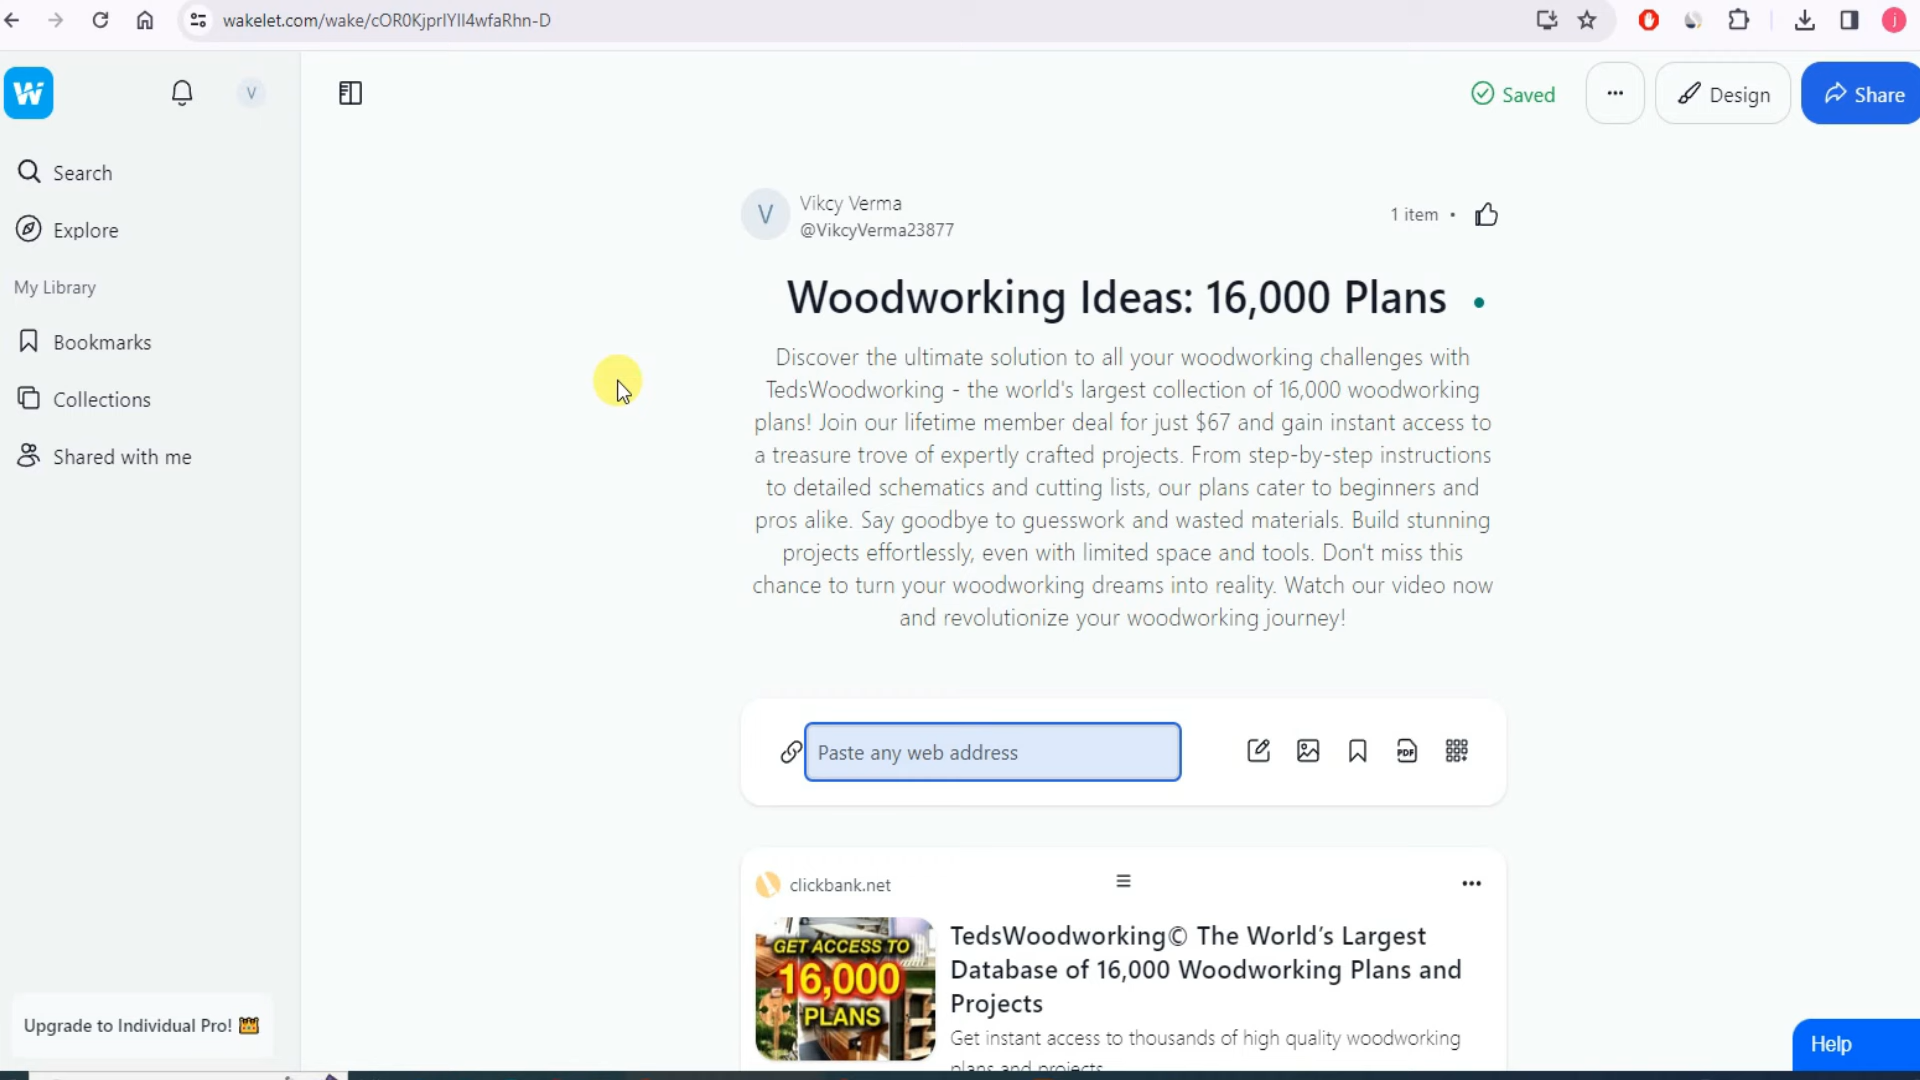 wakelet.com/wake/cOR0KjprlYIl4wfaRhn-D
j
W
V
Saved
Design
Share
Search
Explore
My Library
Bookmarks
Collections
Shared with me
V
Vikcy Verma
@VikcyVerma23877
1 item •
Woodworking Ideas: 16,000 Plans
Discover the ultimate solution to all your woodworking challenges with
TedsWoodworking - the world's largest collection of 16,000 woodworking
plans! Join our lifetime member deal for just $67 and gain instant access to
a treasure trove of expertly crafted projects. From step-by-step instructions
to detailed schematics and cutting lists, our plans cater to beginners and
pros alike. Say goodbye to guesswork and wasted materials. Build stunning
projects effortlessly, even with limited space and tools. Don't miss this
chance to turn your woodworking dreams into reality. Watch our video now
and revolutionize your woodworking journey!
Paste any web address
PDF
clickbank.net
GET ACCESS TO
16,000
PLANS
TedsWoodworking© The World's Largest
Database of 16,000 Woodworking Plans and
Projects
Get instant access to thousands of high quality woodworking
plans and projects
Upgrade to Individual Pro!
Help